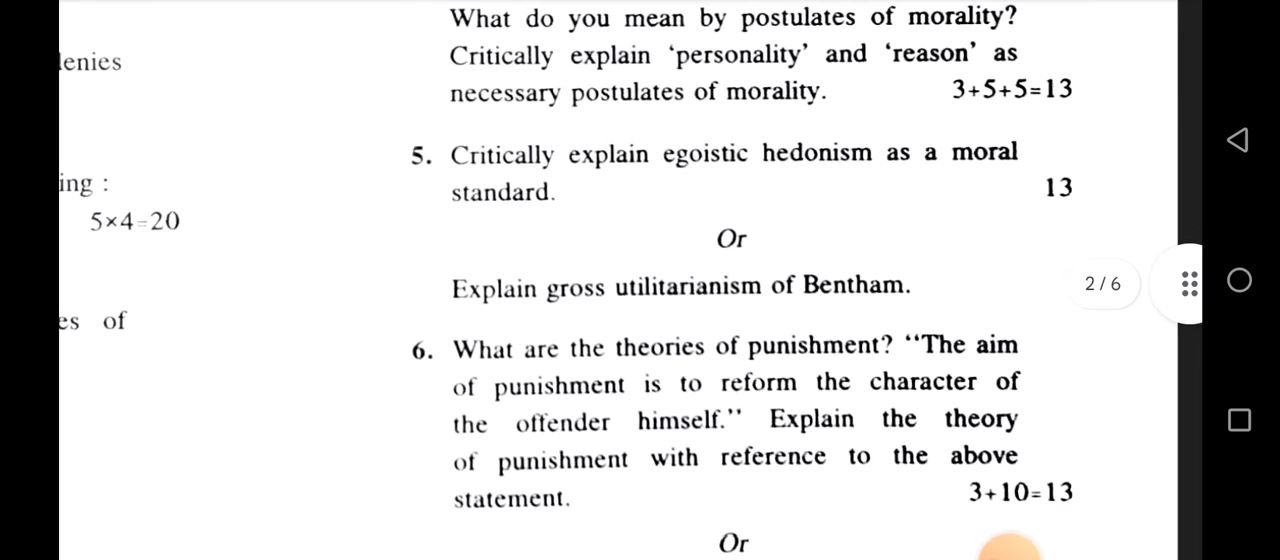 lenies
ing :
5×4=20
es of
What do you mean by postulates of morality?
Critically explain ‘personality’ and ‘reason’ as
necessary postulates of morality. 3+5+5=13
5. Critically explain egoistic hedonism as a moral
standard. 13
Or
Explain gross utilitarianism of Bentham.
2 / 6
6. What are the theories of punishment? ‘‘The aim
of punishment is to reform the character of
the offender himself.’’ Explain the theory
of punishment with reference to the above
statement. 3+10=13
Or